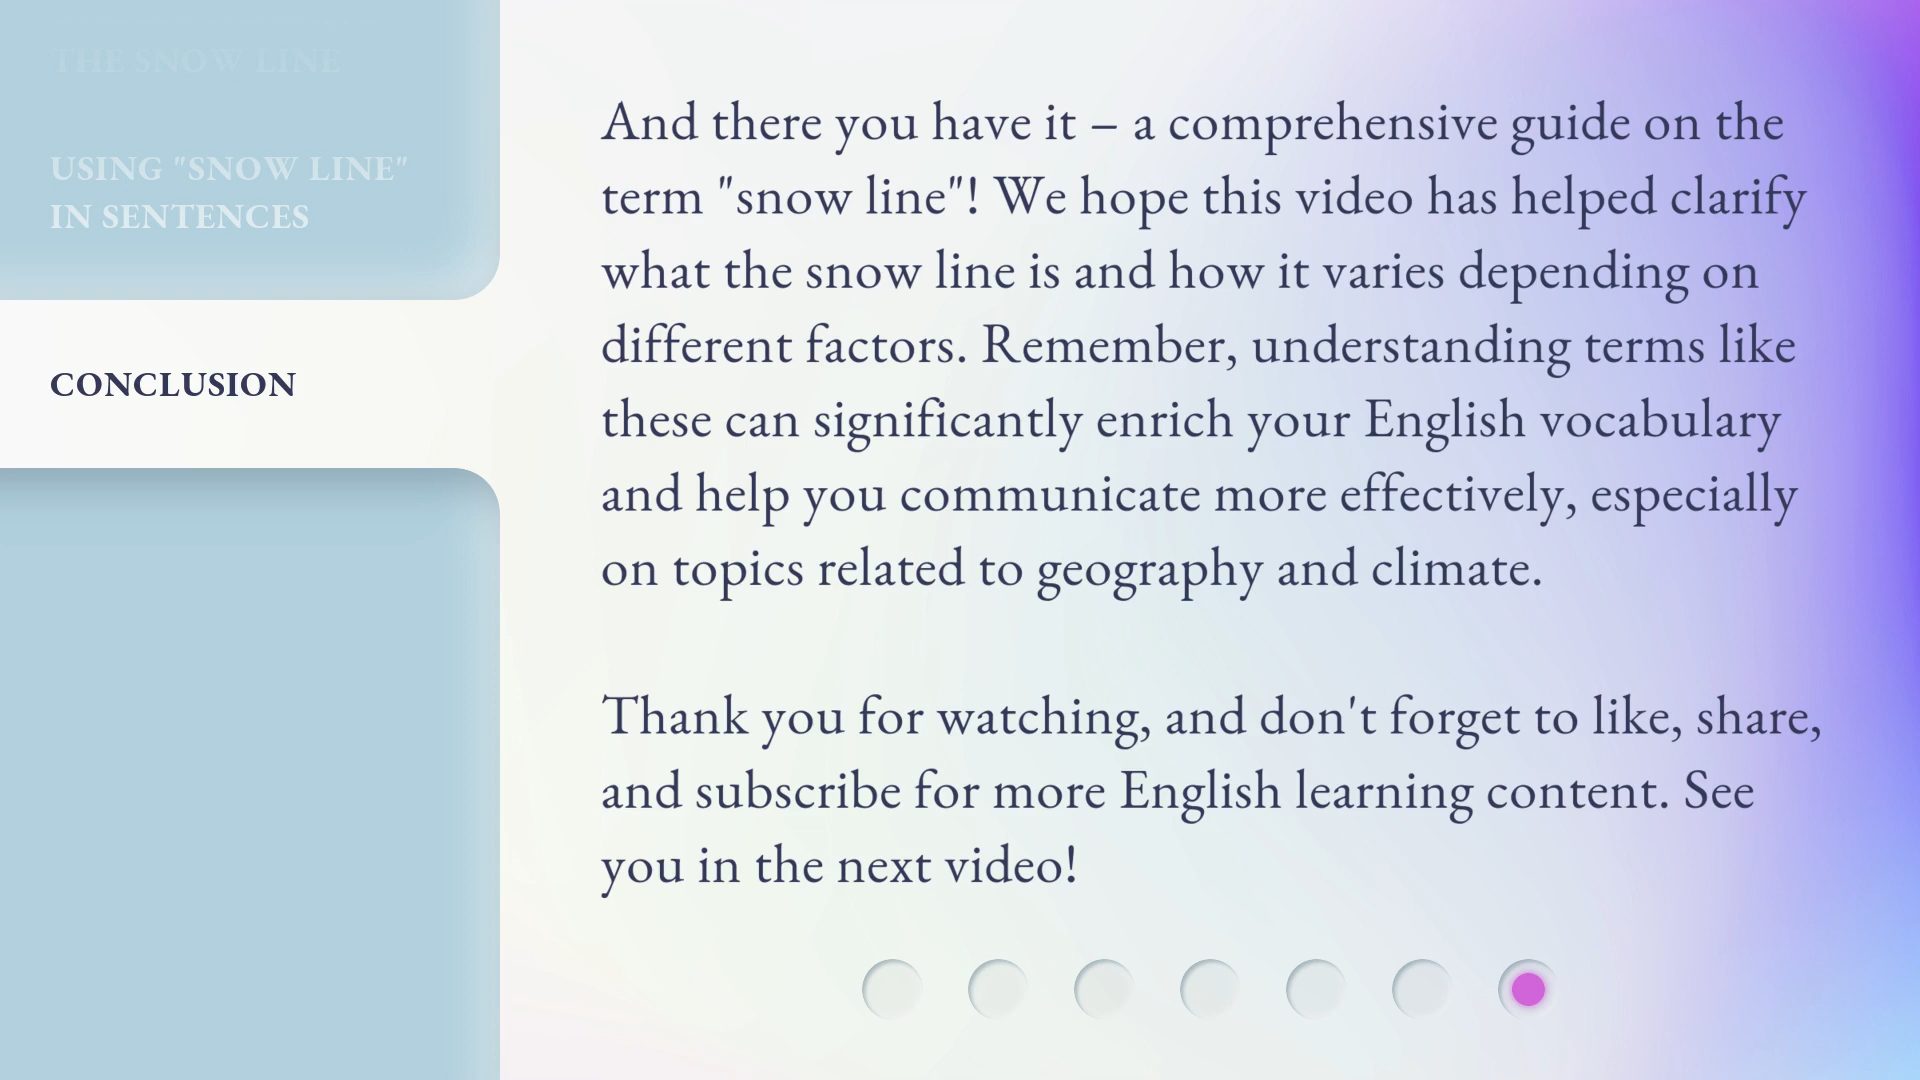 THE SNOW LINE
USING "SNOW LINE"
IN SENTENCES
CONCLUSION
And there you have it – a comprehensive guide on the
term "snow line"! We hope this video has helped clarify
what the snow line is and how it varies depending on
different factors. Remember, understanding terms like
these can significantly enrich your English vocabulary
and help you communicate more effectively, especially
on topics related to geography and climate.
Thank you for watching, and don't forget to like, share,
and subscribe for more English learning content. See
you in the next video!